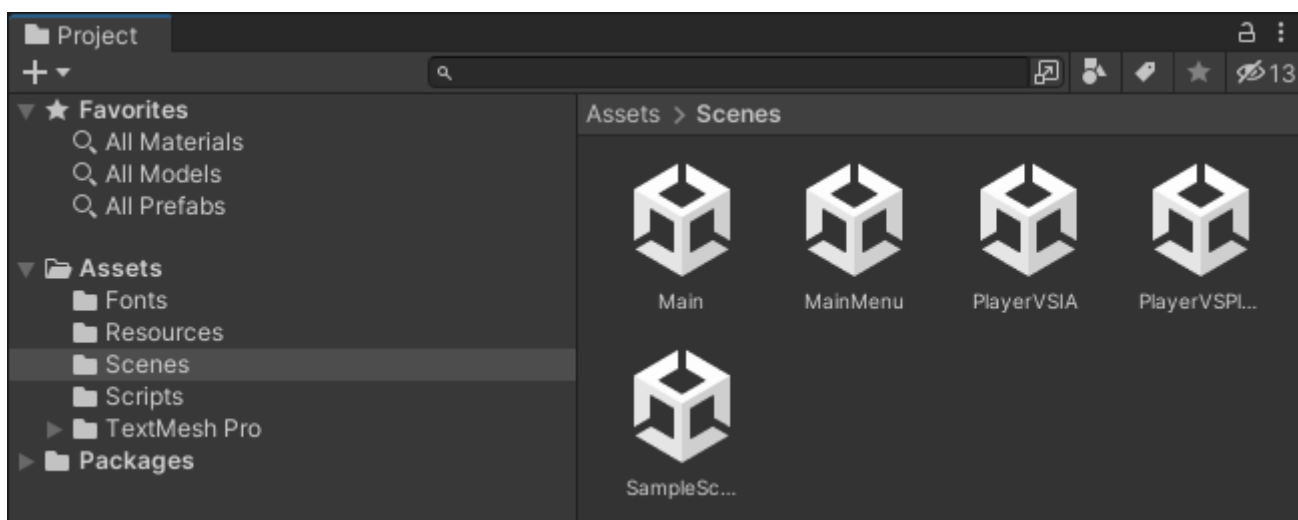 Project
13
Favorites
All Materials
All Models
All Prefabs
Assets
Fonts
Resources
Scenes
Scripts
TextMesh Pro
Packages
Assets > Scenes
Main
MainMenu
PlayerVSIA
PlayerVSPl...
SampleSc...